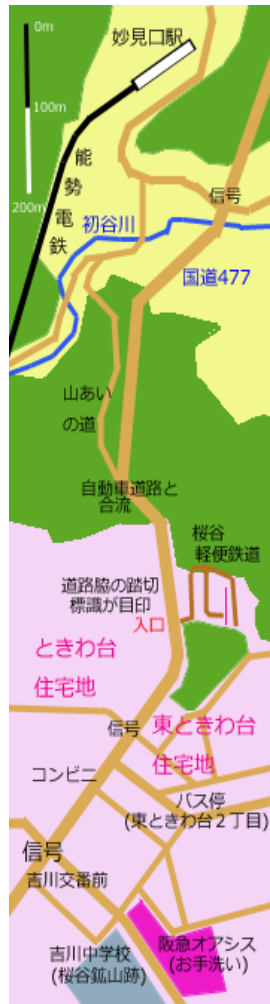 0m
妙見口駅
100m
能勢電鉄
200m
信号
初谷川
国道477
山あい
の道
自動車道路と
合流
桜谷
軽便鉄道
道路脇の踏切
標識が目印
入口
ときわ台
住宅地
信号
東ときわ台
住宅地
コンビニ
バス停
(東ときわ台２丁目)
信号
吉川交番前
吉川中学校
(桜谷鉱山跡)
阪急オアシス
(お手洗い)